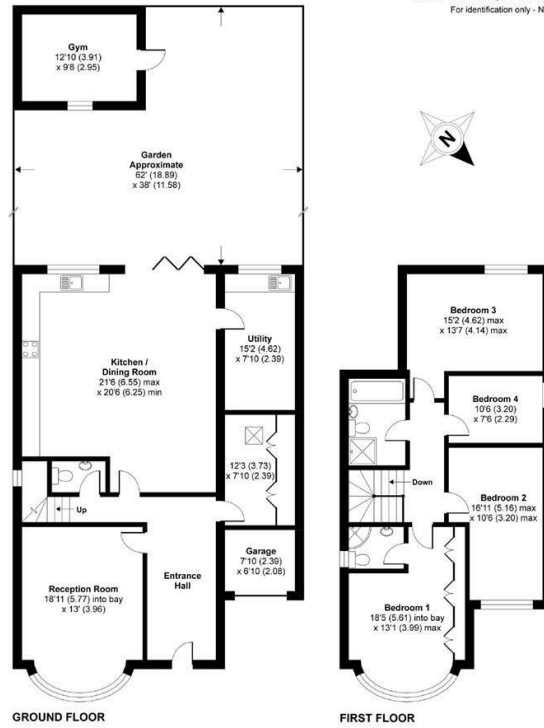 For identification only - N
Gym
12'10 (3.91)
x 9'8 (2.95)
Garden
Approximate
62' (18.89)
x 38' (11.58)
N
Kitchen /
Dining Room
21'6 (6.55) max
x 20'6 (6.25) min
Utility
15'2 (4.62)
x 7'10 (2.39)
12'3 (3.73)
x 7'10 (2.39)
Up
Garage
7'10 (2.39)
x 6'10 (2.08)
Reception Room
18'11 (5.77) into bay
x 13' (3.96)
Entrance
Hall
GROUND FLOOR
Bedroom 3
15'2 (4.62) max
x 13'7 (4.14) max
Bedroom 4
10'6 (3.20)
x 7'6 (2.29)
Down
Bedroom 2
16'11 (5.16) max
x 10'6 (3.20) max
Bedroom 1
18'5 (5.61) into bay
x 13'1 (3.99) max
FIRST FLOOR